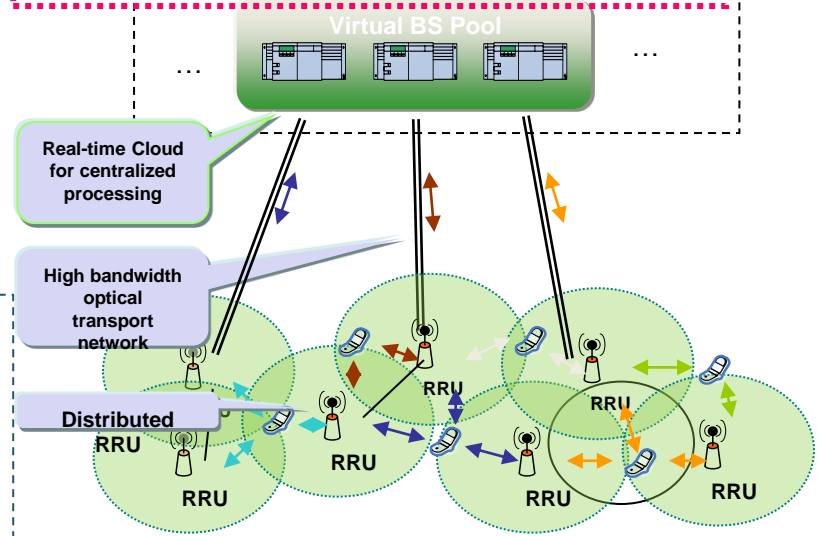 Virtual BS Pool
...
...
Real-time Cloud
for centralized
processing
High bandwidth
optical
transport
network
RRU
RRU
Distributed
RRU
RRU
RRU
RRU
RRU